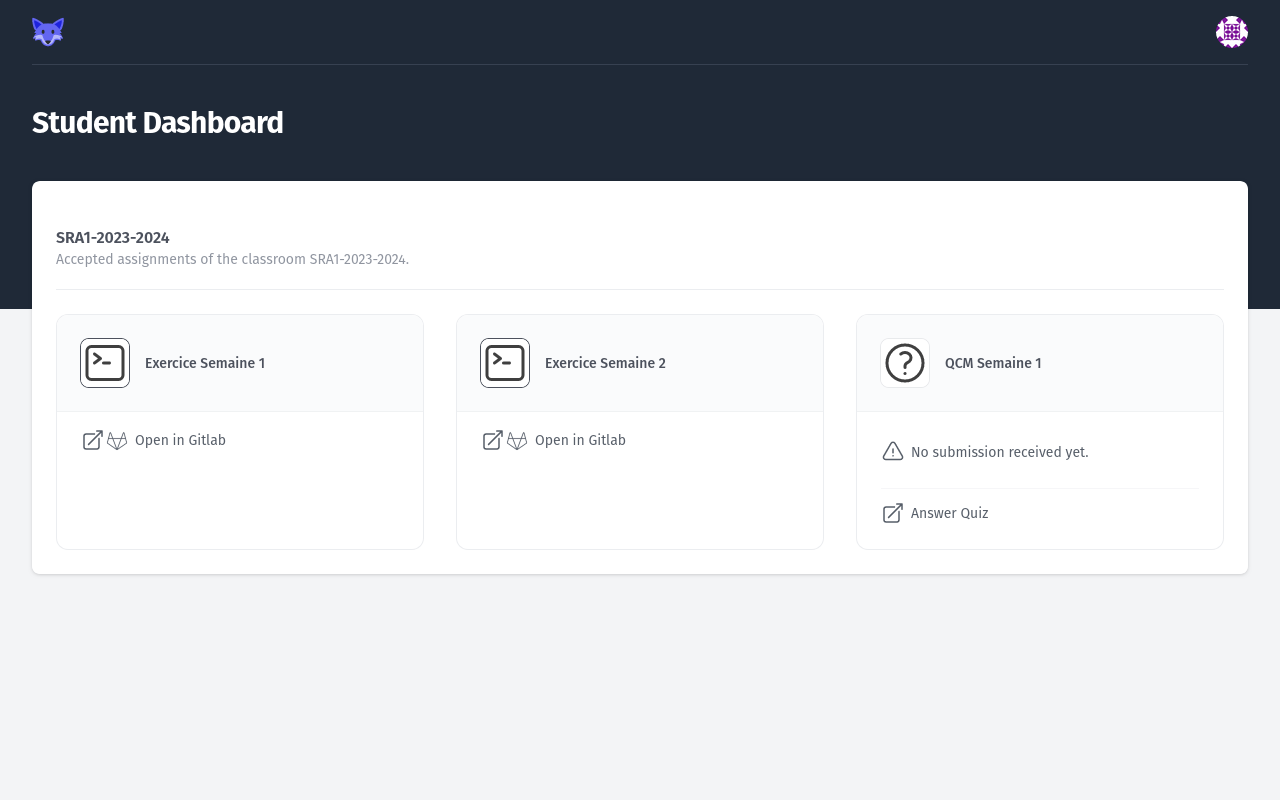 Student Dashboard
SRA1-2023-2024
Accepted assignments of the classroom SRA1-2023-2024.
Exercice Semaine 1
Open in Gitlab
Exercice Semaine 2
Open in Gitlab
QCM Semaine 1
No submission received yet.
Answer Quiz